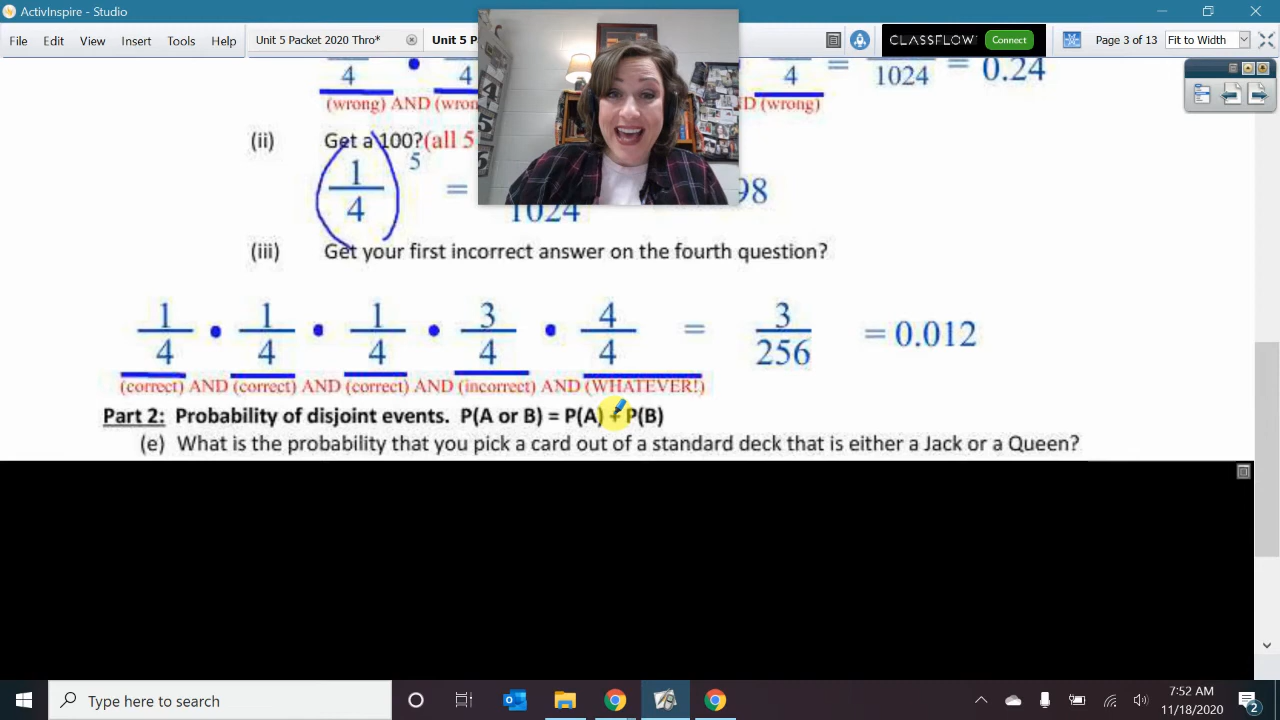 ActivInspire - Studio
File Edit View Insert Tools Help Unit 5 Packet 2020 Thro* Unit 5 P CLASSFLOW Connect Page 3 of 13 Fit to Width
4 • 4 4 = 1024 = 0.24
(wrong) AND (wron D (wrong)
(ii) Get a 100? (all 5
(1/4)^5 = 1024 98
(iii) Get your first incorrect answer on the fourth question?
1/4 • 1/4 • 1/4 • 3/4 • 4/4 = 3/256 = 0.012
(correct) AND (correct) AND (correct) AND (incorrect) AND (WHATEVER!)
Part 2: Probability of disjoint events. P(A or B) = P(A) + P(B)
(e) What is the probability that you pick a card out of a standard deck that is either a Jack or a Queen?
Type here to search
7:52 AM
11/18/2020
2